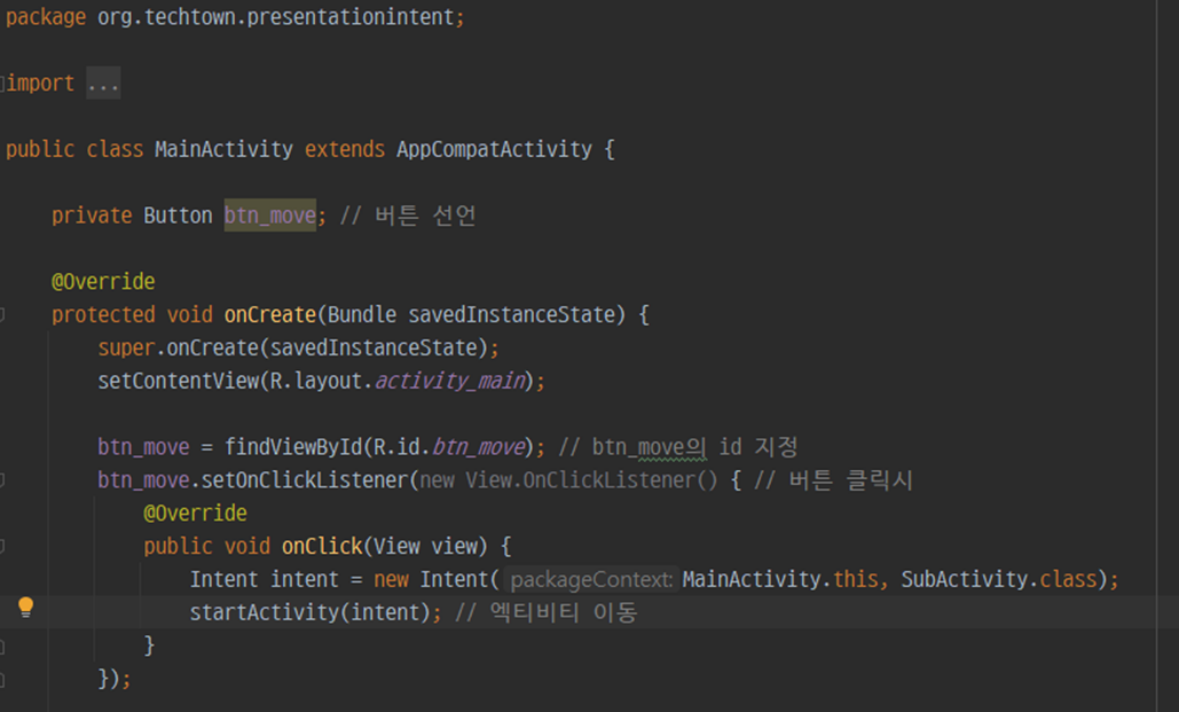 package org.techtown.presentationintent;
import ...
public class MainActivity extends AppCompatActivity {
private Button btn_move; // 버튼 선언
@Override
protected void onCreate(Bundle savedInstanceState) {
super.onCreate(savedInstanceState);
setContentView(R.layout.activity_main);
btn_move = findViewById(R.id.btn_move); // btn_move의 id 지정
btn_move.setOnClickListener(new View.OnClickListener() { // 버튼 클릭시
@Override
public void onClick(View view) {
Intent intent = new Intent( packageContext: MainActivity.this, SubActivity.class);
startActivity(intent); // 엑티비티 이동
}
});